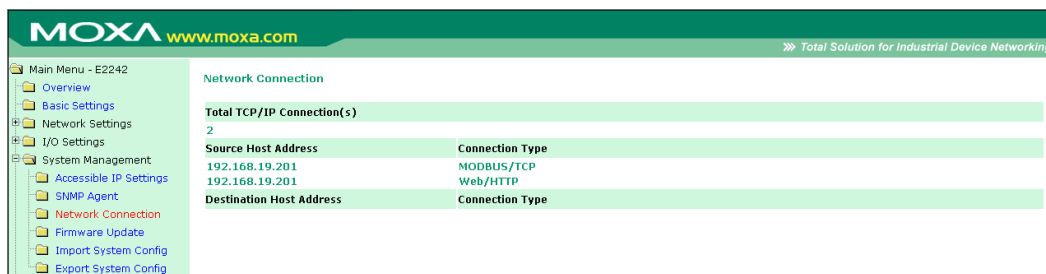 MOXA www.moxa.com
Total Solution for Industrial Device Networking
Main Menu - E2242
Overview
Basic Settings
Network Settings
I/O Settings
System Management
Accessible IP Settings
SNMP Agent
Network Connection
Firmware Update
Import System Config
Export System Config
Network Connection
Total TCP/IP Connection(s)
2
Source Host Address Connection Type
192.168.19.201 MODBUS/TCP
192.168.19.201 Web/HTTP
Destination Host Address Connection Type